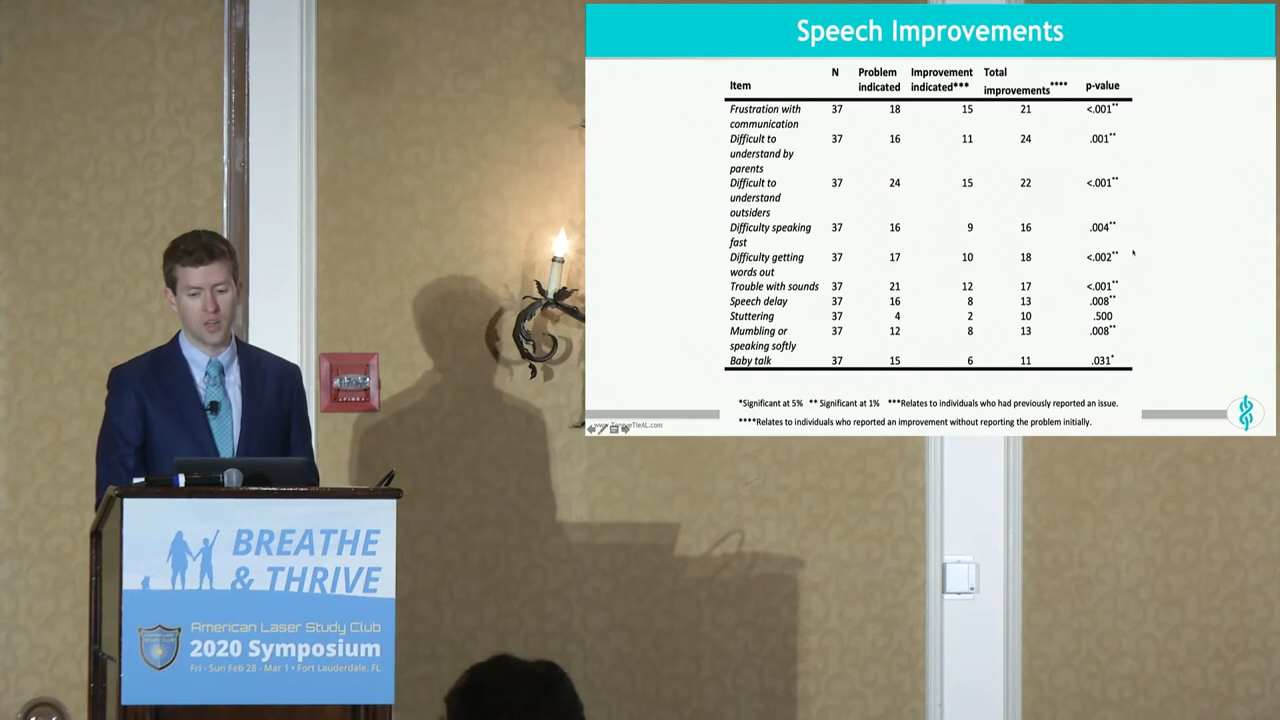 Speech Improvements
Item N Problem indicated Improvement indicated*** Total improvements**** p-value
Frustration with communication 37 18 15 21 <.001**
Difficult to understand by parents 37 16 11 24 .001**
Difficult to understand outsiders 37 24 15 22 <.001**
Difficulty speaking fast 37 16 9 16 .004**
Difficulty getting words out 37 17 10 18 <.002**
Trouble with sounds 37 21 12 17 <.001**
Speech delay 37 16 8 13 .008**
Stuttering 37 4 2 10 .500
Mumbling or speaking softly 37 12 8 13 .008**
Baby talk 37 15 6 11 .031*
*Significant at 5% ** Significant at 1% ***Relates to individuals who had previously reported an issue.
****Relates to individuals who reported an improvement without reporting the problem initially.
www.TongueTieAL.com
FIRE
BREATHE
& THRIVE
American Laser Study Club
2020 Symposium
Fri - Sun Feb 28 - Mar 1 • Fort Lauderdale, FL